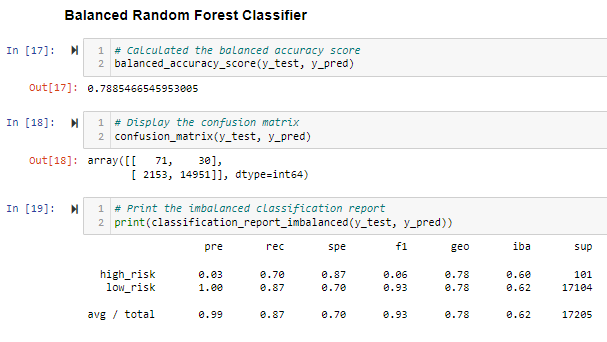 Balanced Random Forest Classifier
In [17]: 1 # Calculated the balanced accuracy score
2 balanced_accuracy_score(y_test, y_pred)
Out[17]: 0.7885466545953005
In [18]: 1 # Display the confusion matrix
2 confusion_matrix(y_test, y_pred)
Out[18]: array([[   71,    30],
[ 2153, 14951]], dtype=int64)
In [19]: 1 # Print the imbalanced classification report
2 print(classification_report_imbalanced(y_test, y_pred))
pre rec spe f1 geo iba sup
high_risk 0.03 0.70 0.87 0.06 0.78 0.60 101
low_risk 1.00 0.87 0.70 0.93 0.78 0.62 17104
avg / total 0.99 0.87 0.70 0.93 0.78 0.62 17205